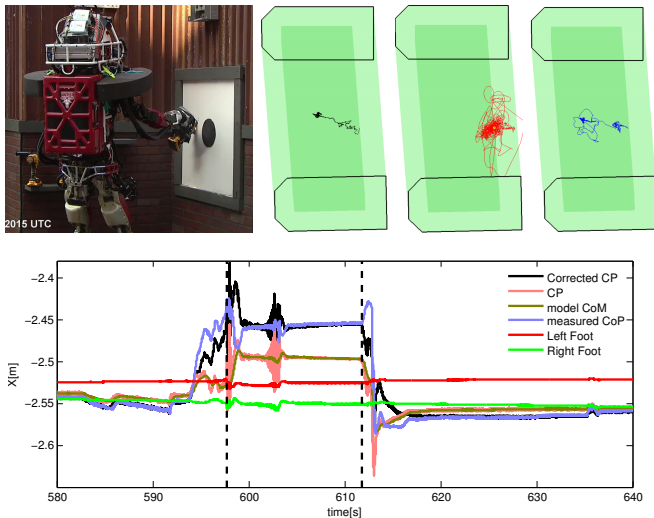 2015 UTC
Corrected CP
CP
model CoM
measured CoP
Left Foot
Right Foot
X[m]
−2.4
−2.45
−2.5
−2.55
−2.6
580
590
600
610
620
630
640
time[s]